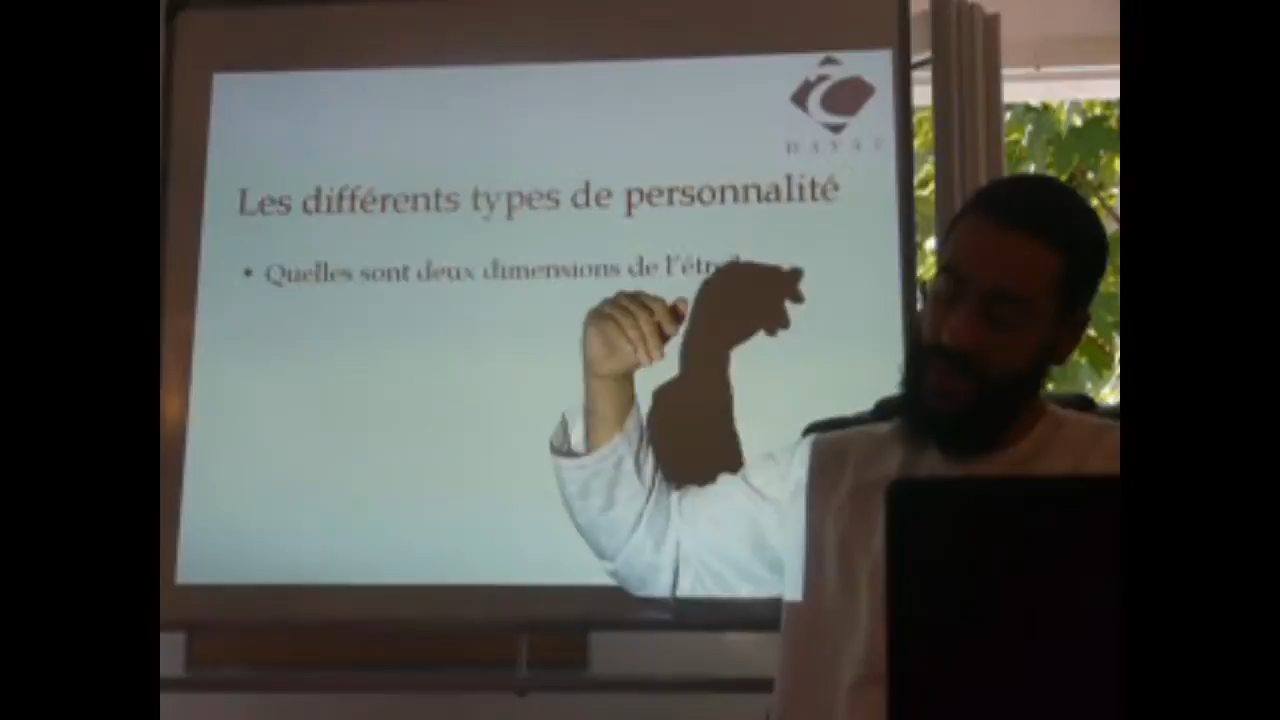 Les différents types de personnalité
• Quelles sont deux dimensions de